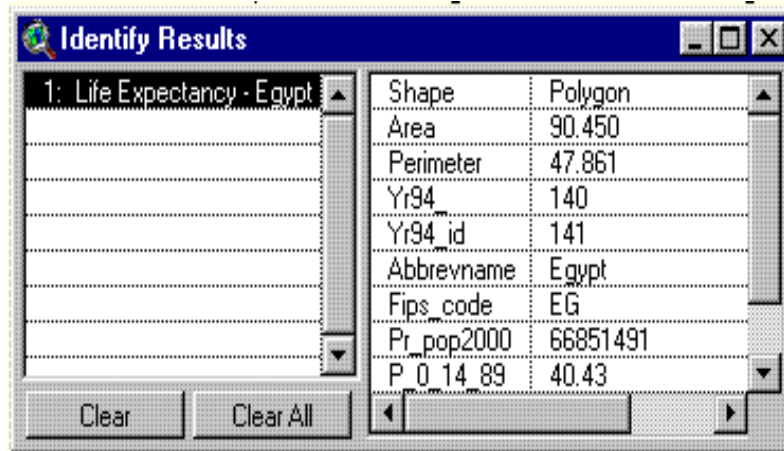 Identify Results
1: Life Expectancy - Egypt
Shape Polygon
Area 90.450
Perimeter 47.861
Yr94_ 140
Yr94_id 141
Abbrevname Egypt
Fips_code EG
Pr_pop2000 66851491
P_0_14_89 40.43
Clear Clear All